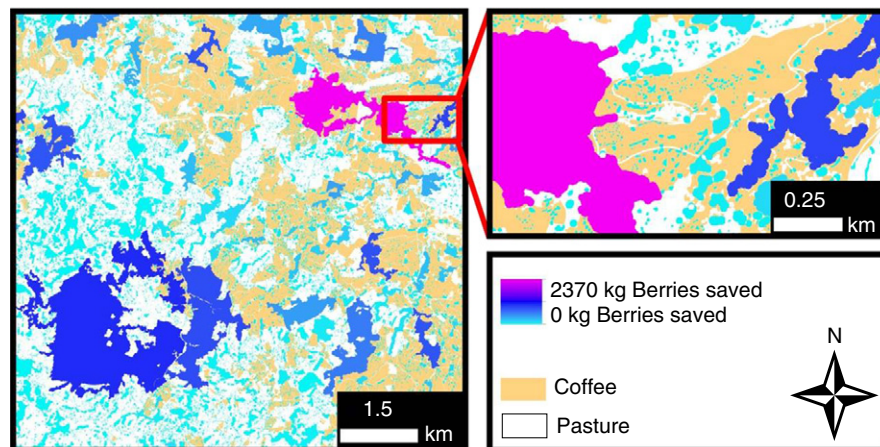 1.5
km
0.25
km
2370 kg Berries saved
0 kg Berries saved
N
Coffee
Pasture